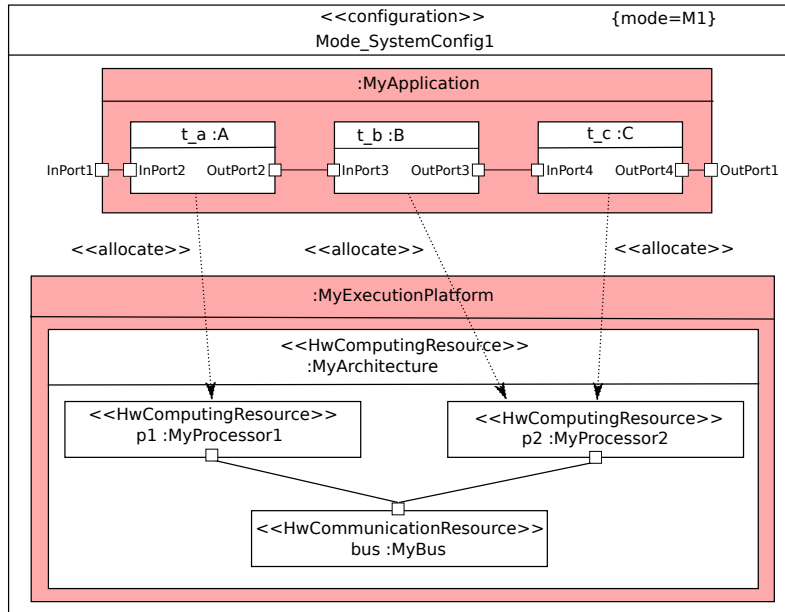 <<configuration>> {mode=M1}
Mode_SystemConfig1
:MyApplication
t_a :A
t_b :B
t_c :C
InPort1 InPort2 OutPort2 InPort3 OutPort3 InPort4 OutPort4 OutPort1
<<allocate>> <<allocate>> <<allocate>>
:MyExecutionPlatform
<<HwComputingResource>>
:MyArchitecture
<<HwComputingResource>>
p1 :MyProcessor1
<<HwComputingResource>>
p2 :MyProcessor2
<<HwCommunicationResource>>
bus :MyBus